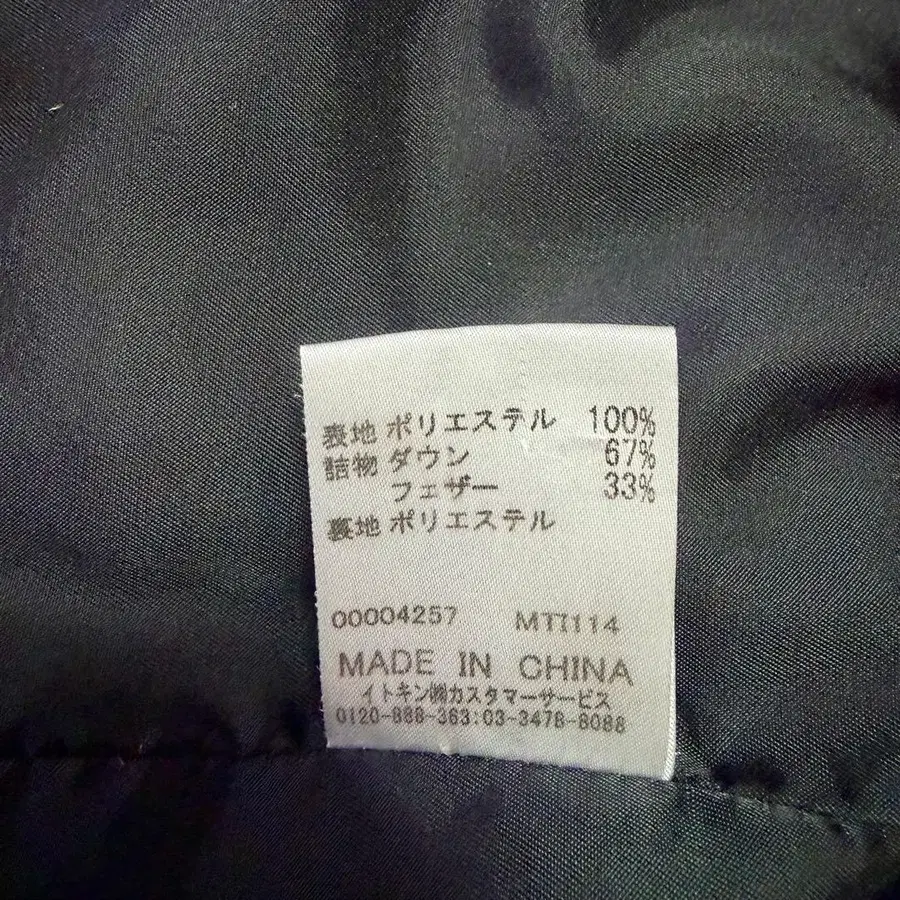 表地 ポリエステル 100%
詰物 ダウン 67%
フェザー 33%
裏地 ポリエステル
00004257 MTI114
MADE IN CHINA
イトキン㈱カスタマーサービス
0120-888-363:03-3478-8088